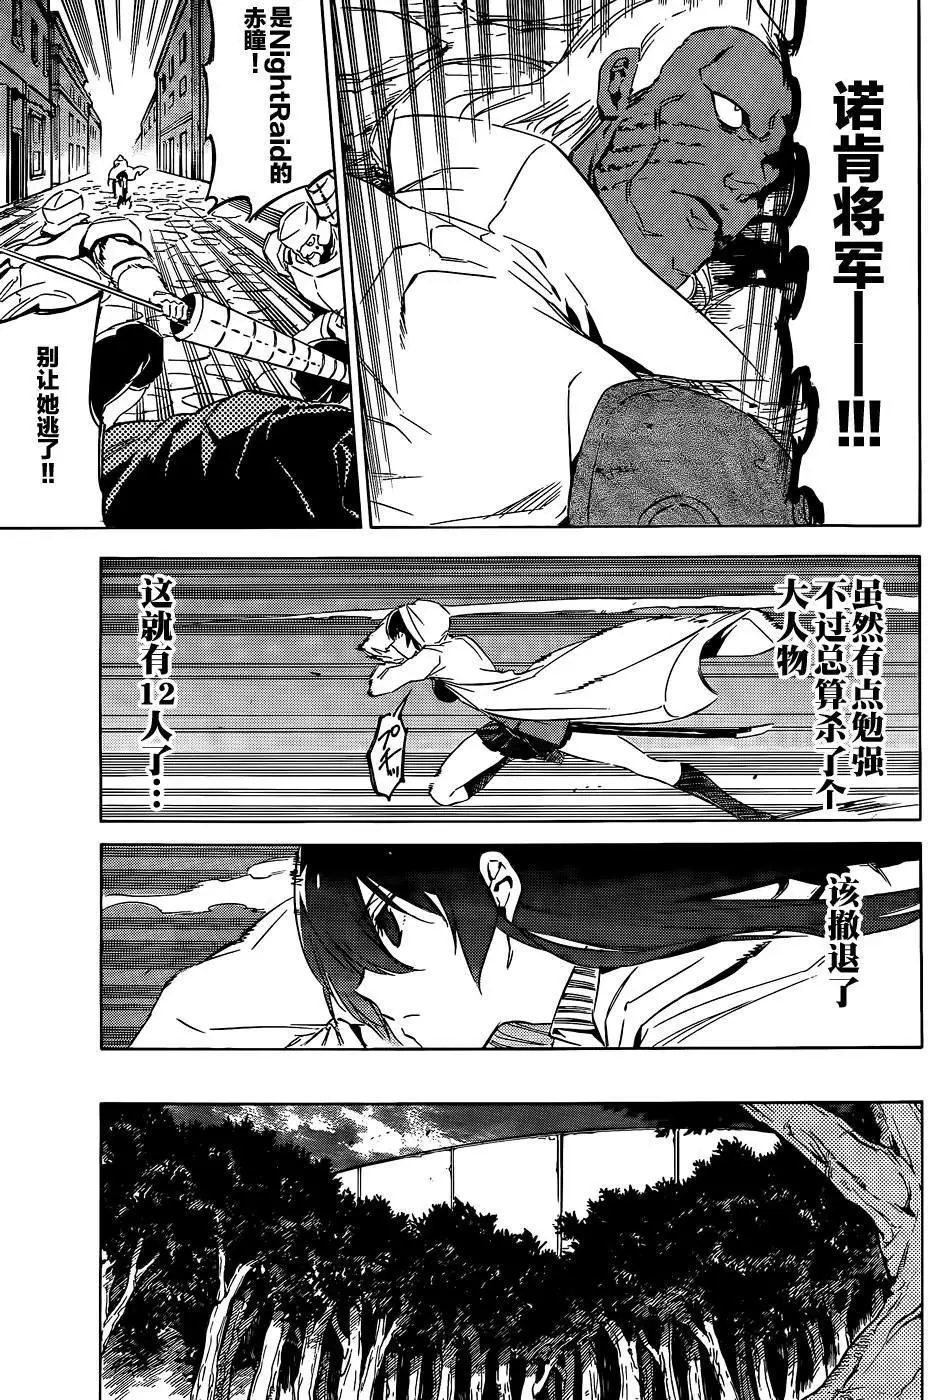 诺肯将军——!!!
是NightRaid的
赤瞳！
别让她逃了!!
虽然有点勉强
不过总算杀了个
大人物
这就有12人了…
该撤退了